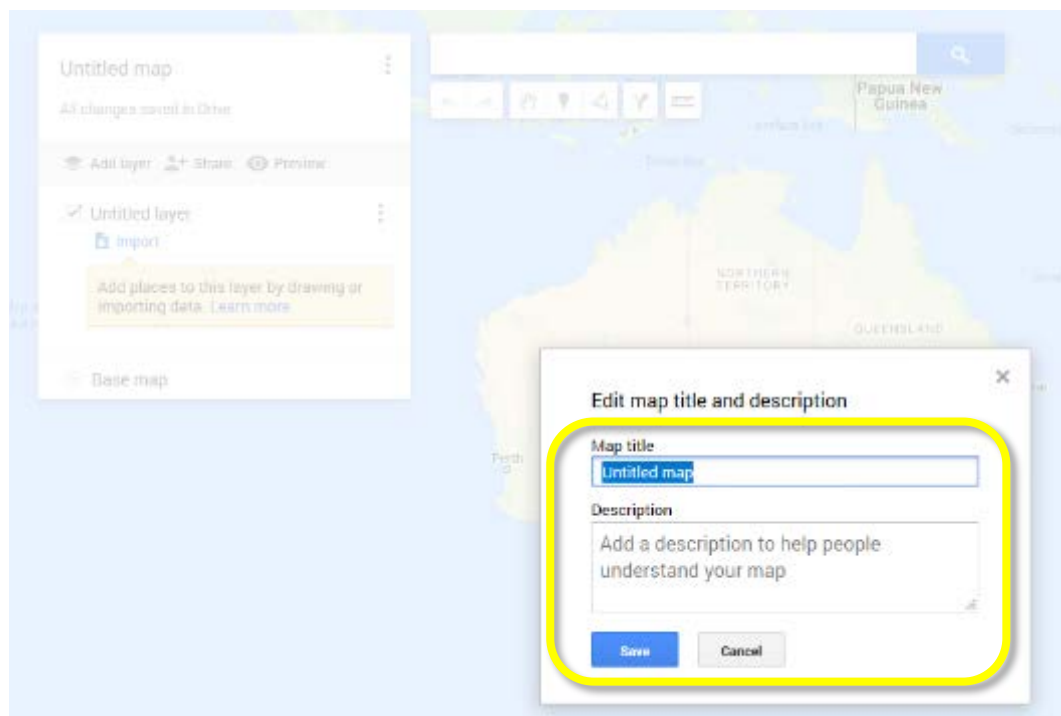 Untitled map
All changes saved in Drive
Add layer Share Preview
Untitled layer
Import
Add places to this layer by drawing or
importing data. Learn more
Base map
Papua New
Guinea
NORTHERN
TERRITORY
QUEENSLAND
Perth
Edit map title and description
Map title
Untitled map
Description
Add a description to help people
understand your map
Save Cancel